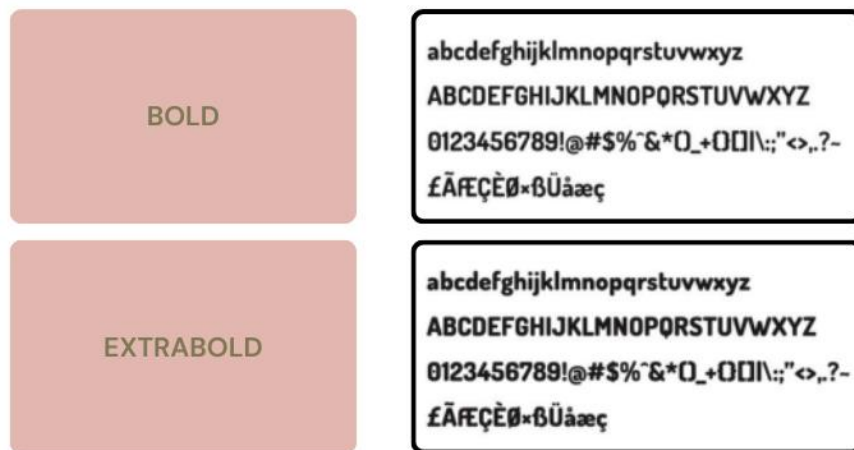 BOLD
abcdefghijklmnopqrstuvwxyz
ABCDEFGHIJKLMNOPQRSTUVWXYZ
0123456789!@#$%^&*()_+{}[]|\:;"<>,.?~
£ÃÆÇÈØ×ßÜåæç
EXTRABOLD
abcdefghijklmnopqrstuvwxyz
ABCDEFGHIJKLMNOPQRSTUVWXYZ
0123456789!@#$%^&*()_+{}[]|\:;"<>,.?~
£ÃÆÇÈØ×ßÜåæç